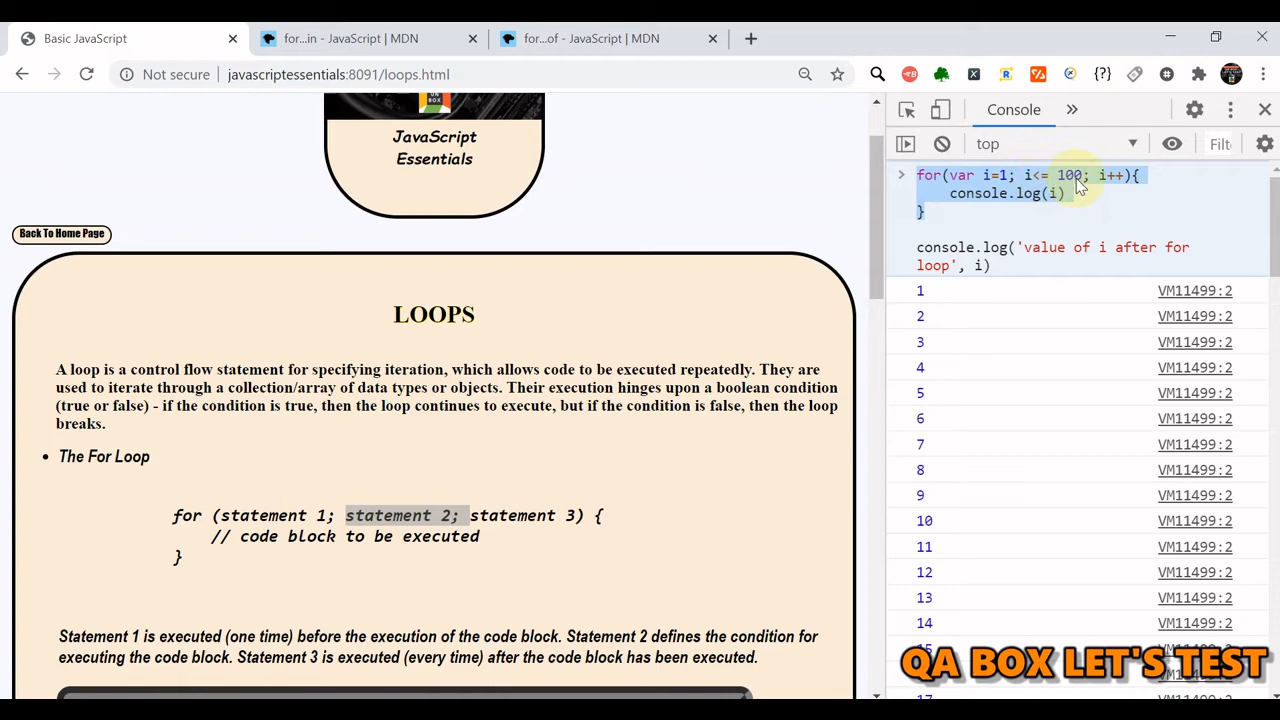 Basic JavaScript
for...in - JavaScript | MDN
for...of - JavaScript | MDN
Not secure
javascriptessentials:8091/loops.html
UN
BOX
JavaScript
Essentials
Back To Home Page
LOOPS
A loop is a control flow statement for specifying iteration, which allows code to be executed repeatedly. They are
used to iterate through a collection/array of data types or objects. Their execution hinges upon a boolean condition
(true or false) - if the condition is true, then the loop continues to execute, but if the condition is false, then the loop
breaks.
• The For Loop
for (statement 1; statement 2; statement 3) {
// code block to be executed
}
Statement 1 is executed (one time) before the execution of the code block. Statement 2 defines the condition for
executing the code block. Statement 3 is executed (every time) after the code block has been executed.
Console
top
Filt
for(var i=1; i<= 100; i++){
console.log(i)
}
console.log('value of i after for
loop', i)
1 VM11499:2
2 VM11499:2
3 VM11499:2
4 VM11499:2
5 VM11499:2
6 VM11499:2
7 VM11499:2
8 VM11499:2
9 VM11499:2
10 VM11499:2
11 VM11499:2
12 VM11499:2
13 VM11499:2
14 VM11499:2
15
17
QA BOX LET'S TEST